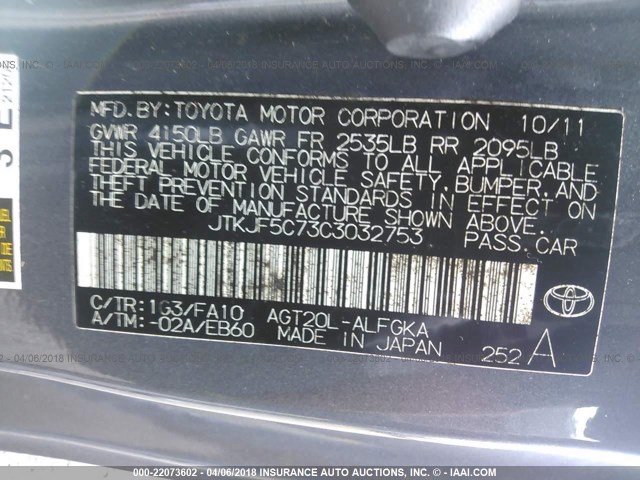 MFD.BY:TOYOTA MOTOR CORPORATION 10/11
GVWR 4150LB GAWR FR 2535LB RR 2095LB
THIS VEHICLE CONFORMS TO ALL APPLICABLE
FEDERAL MOTOR VEHICLE SAFETY,BUMPER,AND
THEFT PREVENTION STANDARDS IN EFFECT ON
THE DATE OF MANUFACTURE SHOWN ABOVE.
JTKJF5C73C3032753 PASS.CAR
C/TR:1G3/FA10 AGT20L-ALFGKA
A/TM:-02A/EB60 MADE IN JAPAN 252A
TOYOTA
000-22073602 - 04/06/2018 INSURANCE AUTO AUCTIONS - © - IAAI.COM